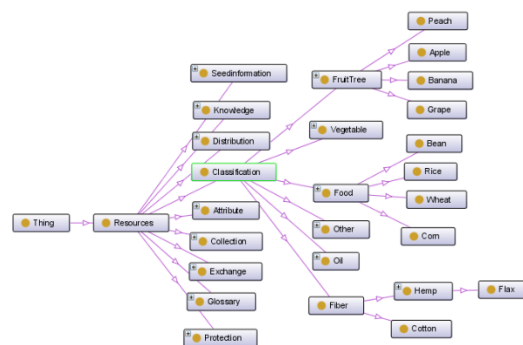 Thing
Resources
Seedinformation
Knowledge
Distribution
Classification
Attribute
Collection
Exchange
Glossary
Protection
FruitTree
Vegetable
Food
Other
Oil
Fiber
Peach
Apple
Banana
Grape
Bean
Rice
Wheat
Corn
Hemp
Cotton
Flax